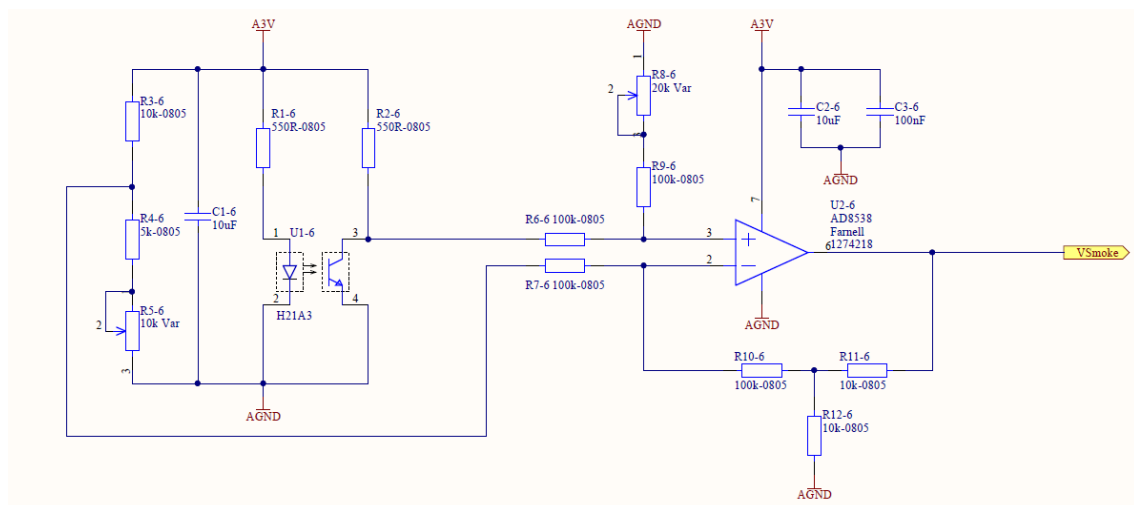 A3V
AGND
A3V
R3-6
10k-0805
R1-6
550R-0805
R2-6
550R-0805
1
2
R8-6
20k Var
3
C2-6
10uF
C3-6
100nF
R9-6
100k-0805
AGND
R4-6
5k-0805
C1-6
10uF
7
U2-6
AD8538
Farnell
1274218
1
U1-6
3
R6-6 100k-0805
3
6
VSmoke
2
R7-6 100k-0805
2
4
H21A3
R5-6
10k Var
2
3
AGND
R10-6
100k-0805
R11-6
10k-0805
AGND
R12-6
10k-0805
AGND